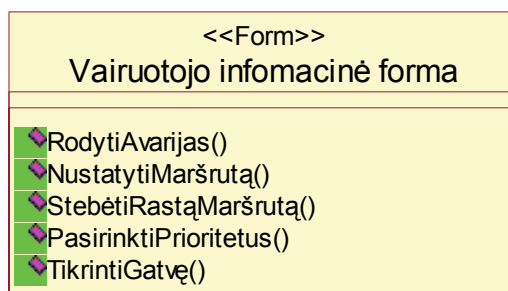 <<Form>>
Vairuotojo infomacinė forma
RodytiAvarijas()
NustatytiMaršrutą()
StebėtiRastąMaršrutą()
PasirinktiPrioritetus()
TikrintiGatvę()